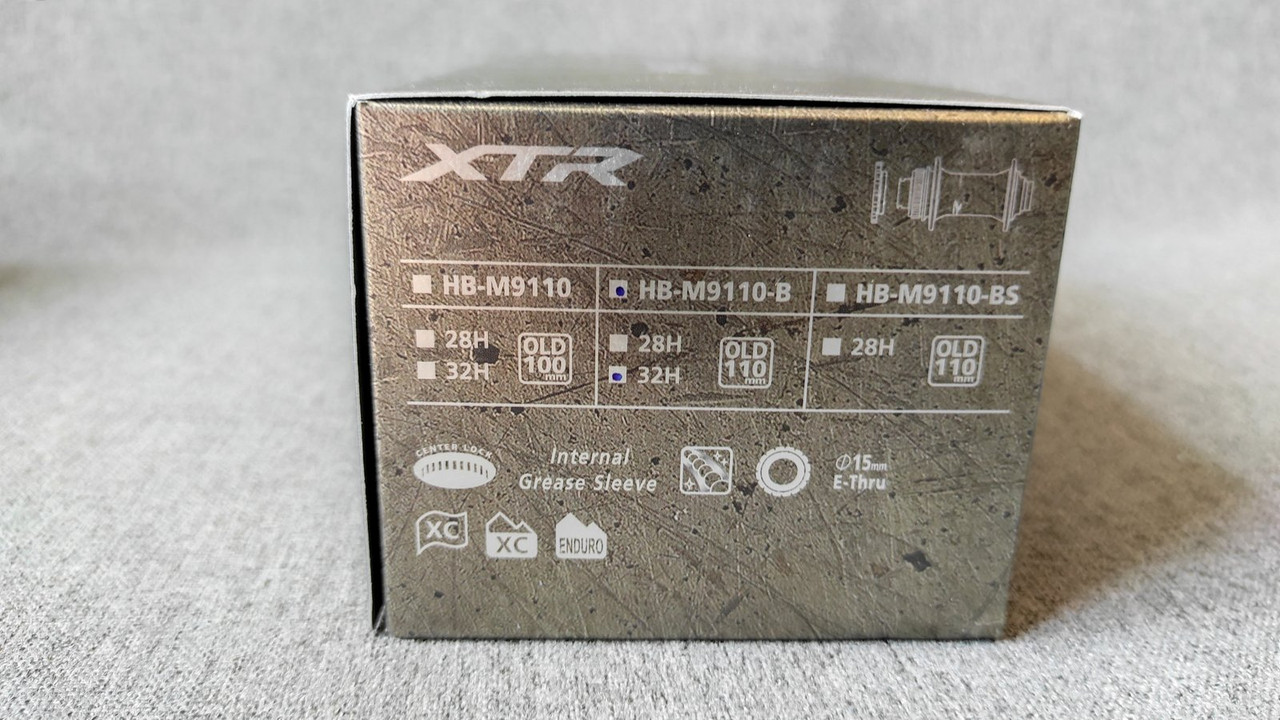 XTR
HB-M9110 HB-M9110-B HB-M9110-BS
28H OLD 28H OLD 28H OLD
32H 100 mm 32H 110 mm 110 mm
CENTER LOCK Internal Φ15mm
Grease Sleeve E-Thru
XC XC ENDURO